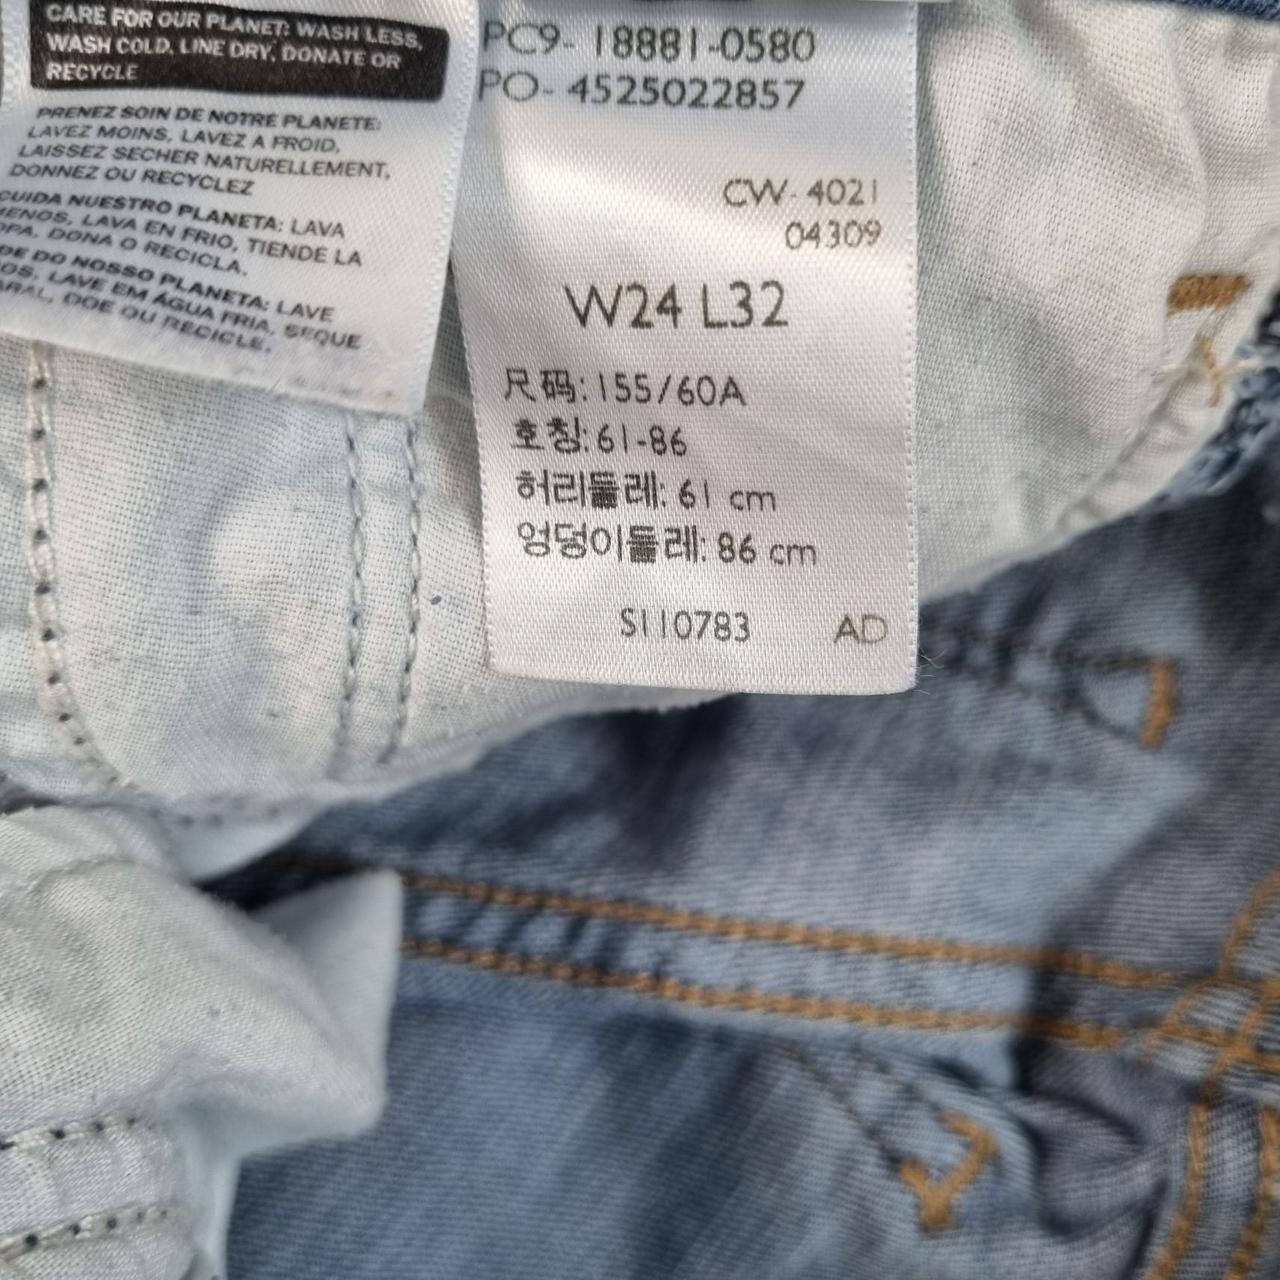 CARE FOR OUR PLANET: WASH LESS,
WASH COLD, LINE DRY, DONATE OR
RECYCLE
PRENEZ SOIN DE NOTRE PLANETE:
LAVEZ MOINS, LAVEZ A FROID,
LAISSEZ SECHER NATURELLEMENT,
DONNEZ OU RECYCLEZ
CUIDA NUESTRO PLANETA: LAVA
MENOS, LAVA EN FRIO, TIENDE LA
OPA, DONA O RECICLA.
DE DO NOSSO PLANETA: LAVE
OS, LAVE EM ÁGUA FRIA, SEQUE
ARAL, DOE OU RECICLE.
PC9- 18881-0580
PO- 4525022857
CW- 4021
04309
W24 L32
尺码: 155/60A
호칭: 61-86
허리둘레: 61 cm
엉덩이둘레: 86 cm
S110783 AD